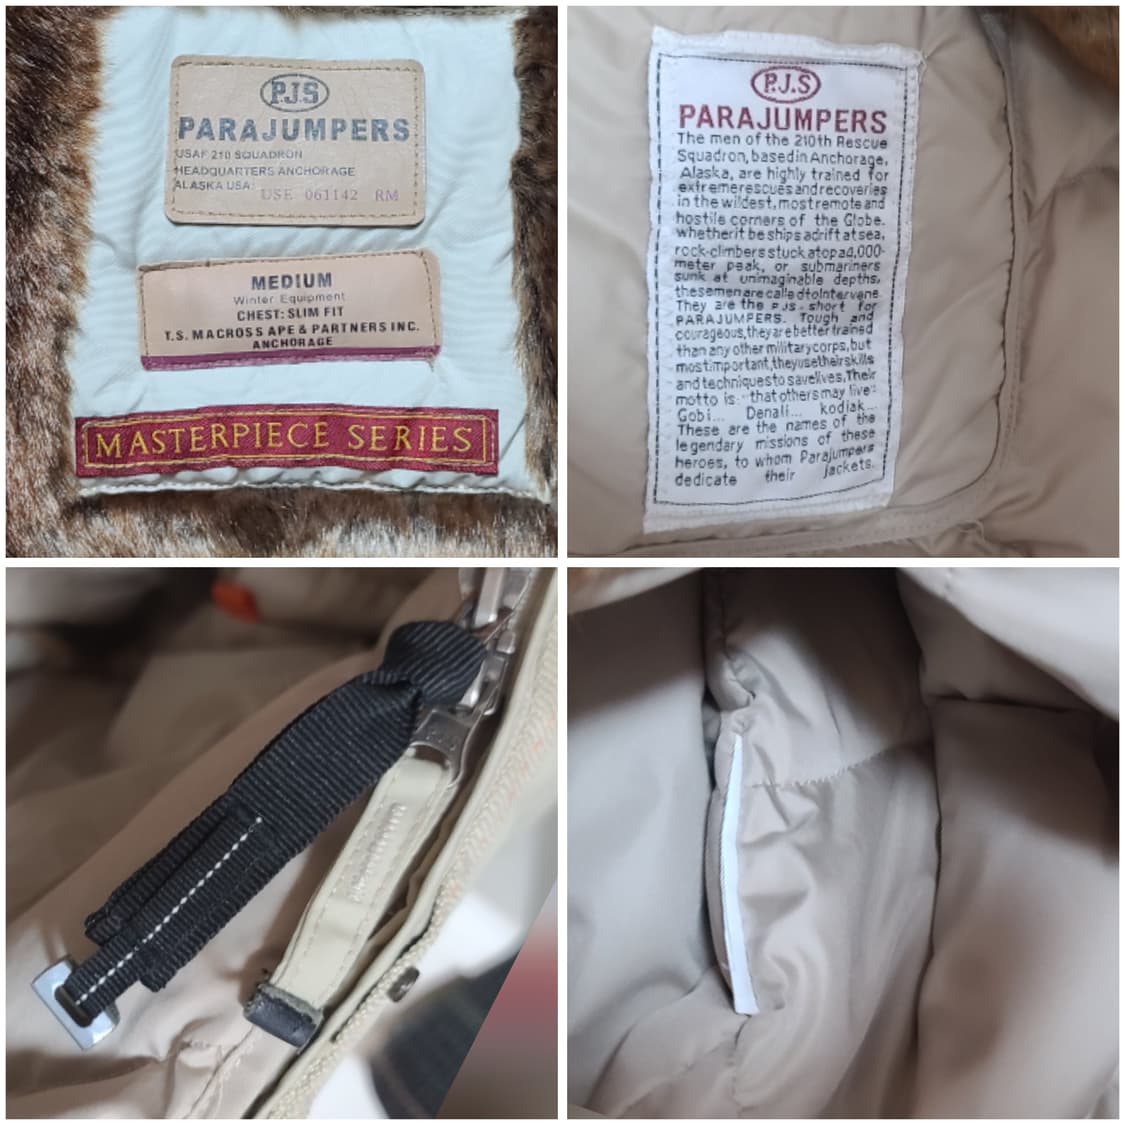 P.J.S
PARAJUMPERS
USAF 210 SQUADRON
HEADQUARTERS ANCHORAGE
ALASKA USA: USE 061142 RM
MEDIUM
Winter Equipment
CHEST: SLIM FIT
T.S. MACROSS APE & PARTNERS INC.
ANCHORAGE
MASTERPIECE SERIES
P.J.S
PARAJUMPERS
The men of the 210th Rescue
Squadron, based in Anchorage,
Alaska, are highly trained for
extreme rescues and recoveries
in the wildest, most remote and
hostile corners of the Globe.
whether it be ships adrift at sea,
rock-climbers stuck atop a 4,000-
meter peak, or submariners
sunk at unimaginable depths,
these men are called to intervene.
They are the PJS - short for
PARAJUMPERS. Tough and
courageous, they are better trained
than any other military corps, but
most important, they use their skills
and techniques to save lives. Their
motto is: "that others may live":
Gobi... Denali... kodiak...
These are the names of the
legendary missions of these
heroes, to whom Parajumpers
dedicate their jackets.